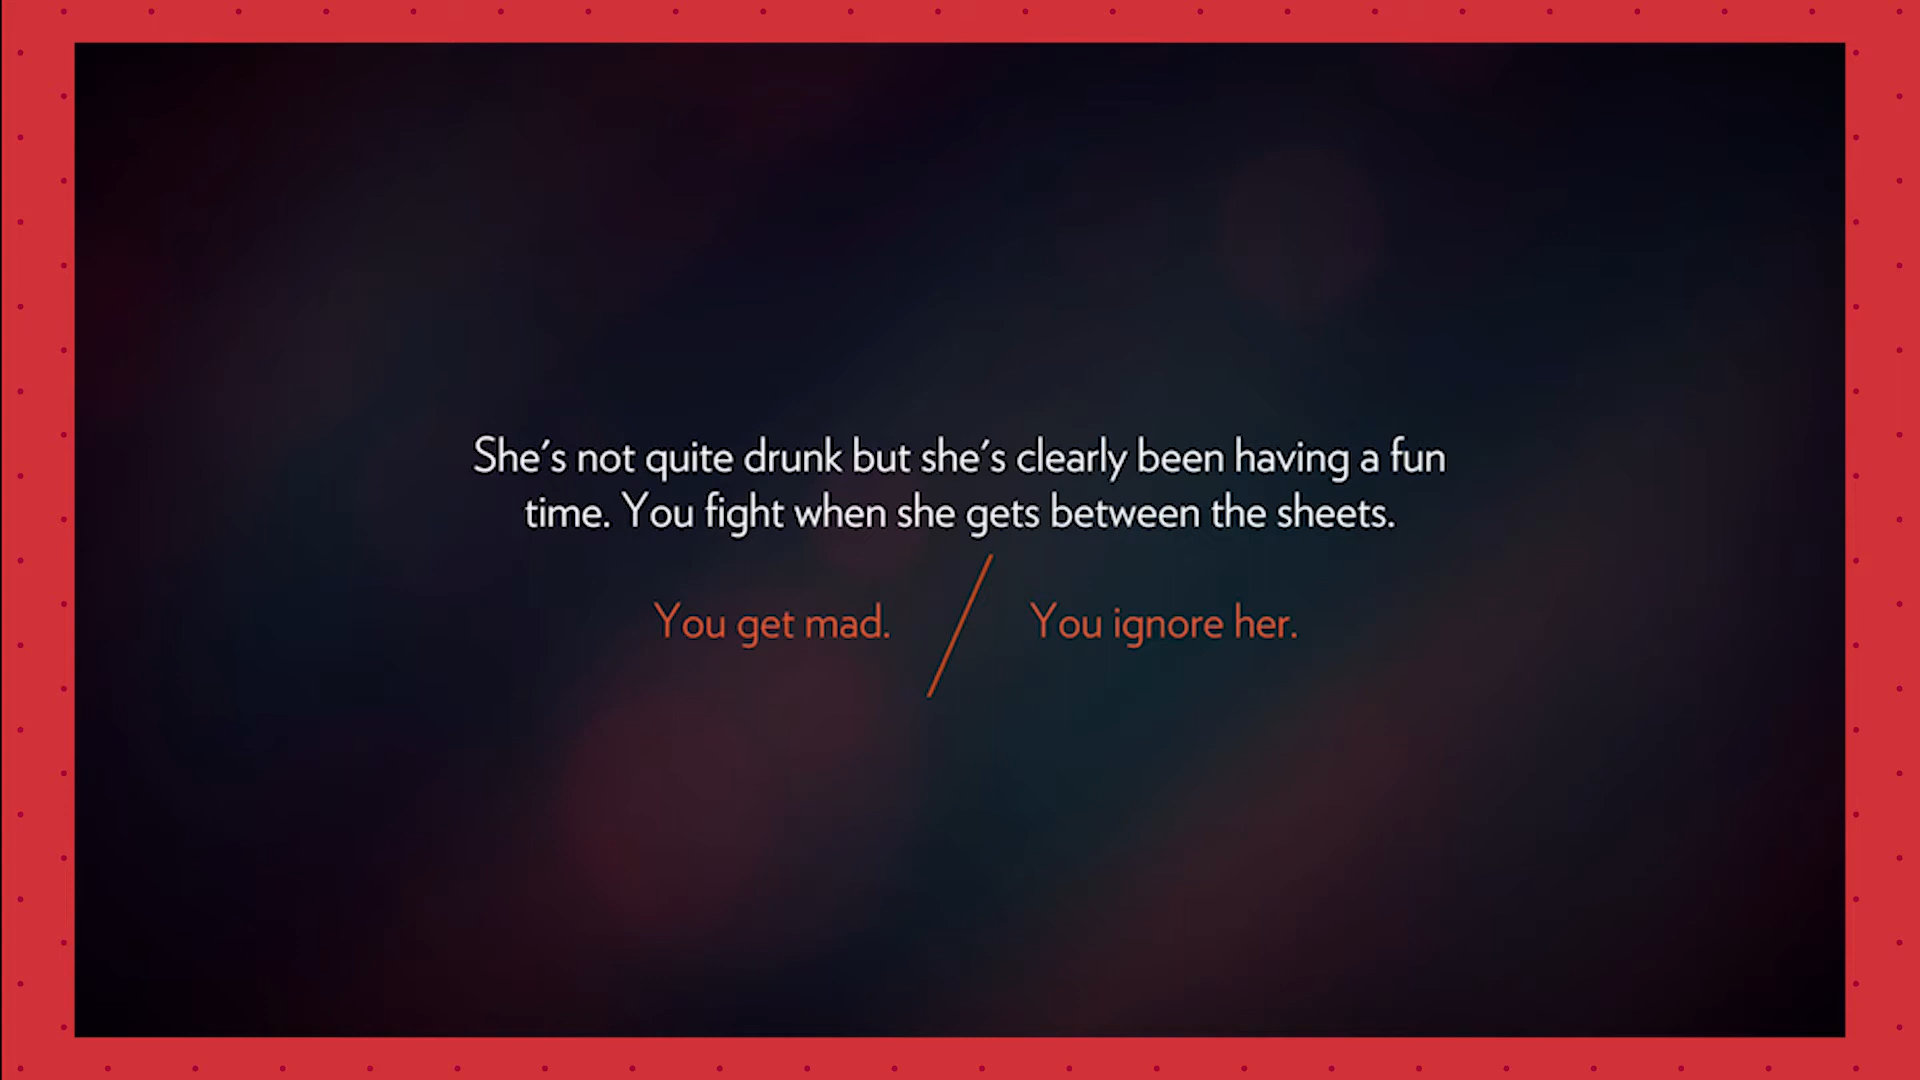 She's not quite drunk but she's clearly been having a fun
time. You fight when she gets between the sheets.
You get mad. / You ignore her.